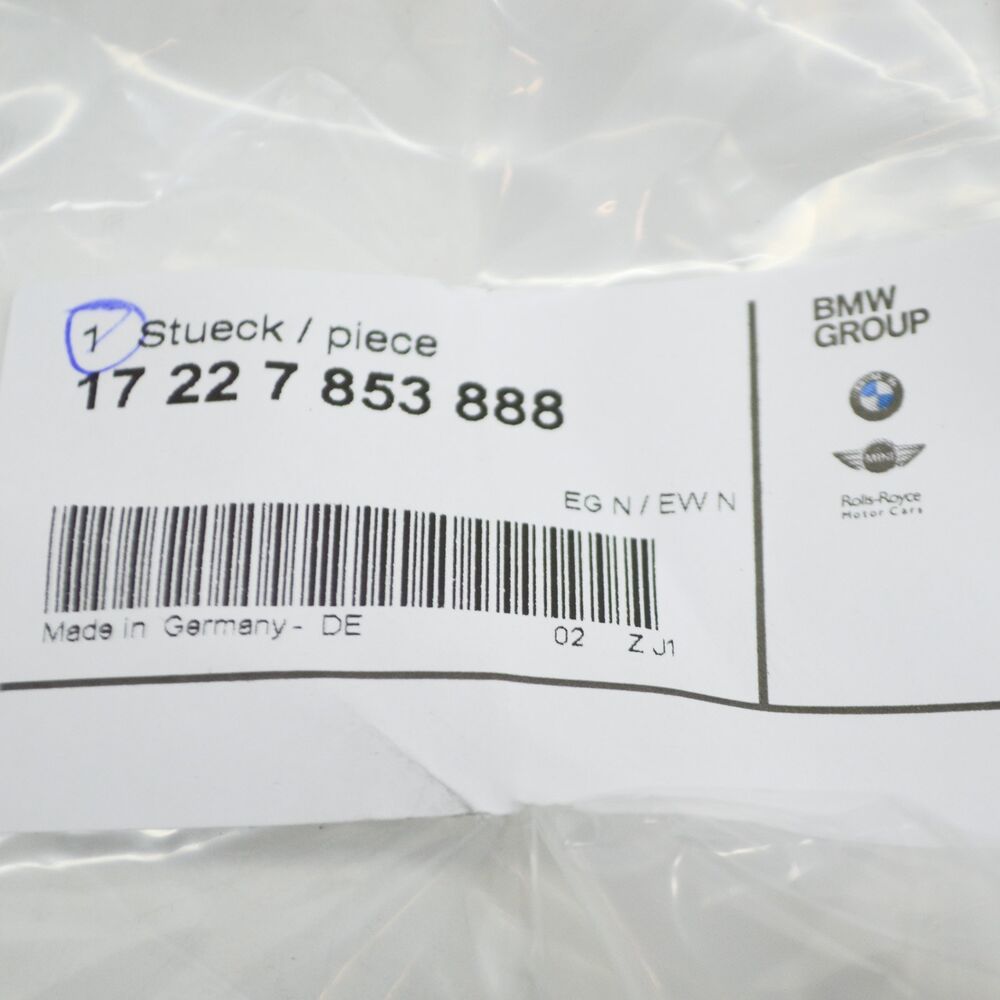 1 Stueck / piece
17 22 7 853 888
EG N / EW N
Made in Germany - DE 02 Z J1
BMW
GROUP
MINI
Rolls-Royce
Motor Cars